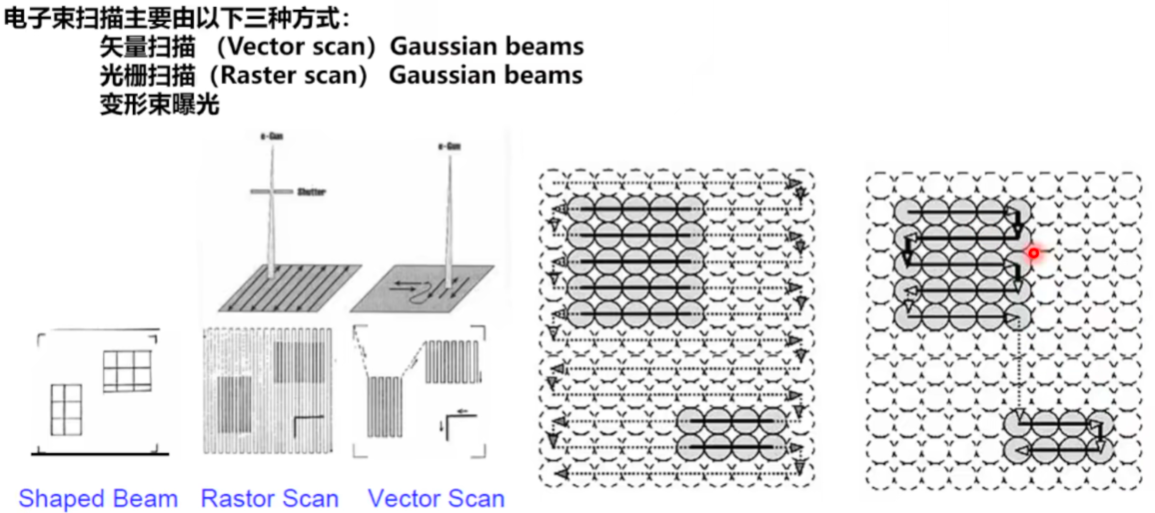 电子束扫描主要由以下三种方式：
矢量扫描 （Vector scan）Gaussian beams
光栅扫描（Raster scan） Gaussian beams
变形束曝光
e-Gun
e-Gun
Shutter
Shaped Beam
Rastor Scan
Vector Scan